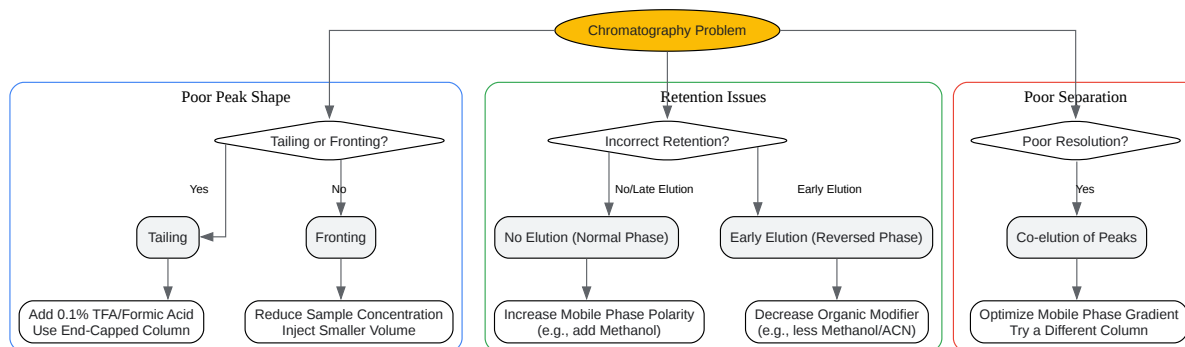 Chromatography Problem
Poor Peak Shape
Retention Issues
Poor Separation
Tailing or Fronting?
Incorrect Retention?
Poor Resolution?
Yes
No
No/Late Elution
Early Elution
Yes
Tailing
Fronting
No Elution (Normal Phase)
Early Elution (Reversed Phase)
Co-elution of Peaks
Add 0.1% TFA/Formic Acid
Use End-Capped Column
Reduce Sample Concentration
Inject Smaller Volume
Increase Mobile Phase Polarity
(e.g., add Methanol)
Decrease Organic Modifier
(e.g., less Methanol/ACN)
Optimize Mobile Phase Gradient
Try a Different Column